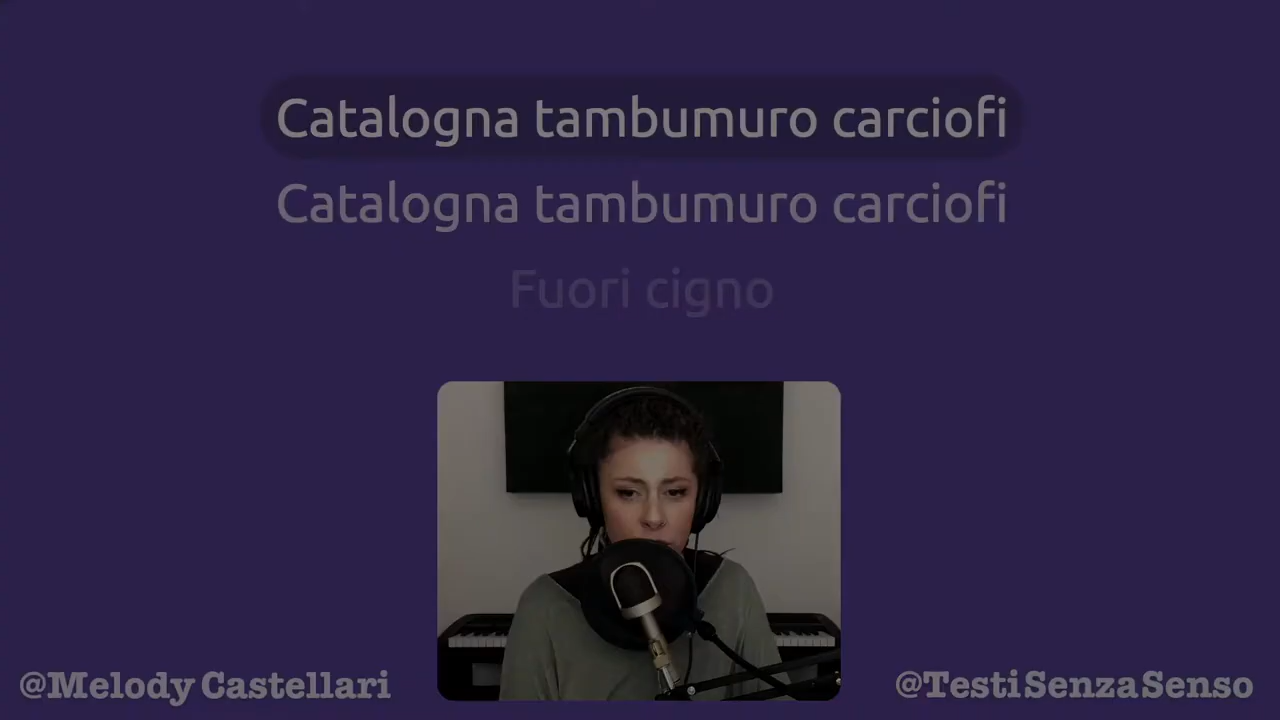 Catalogna tambumuro carciofi
Catalogna tambumuro carciofi
Fuori cigno
@Melody Castellari
@TestiSenzaSenso